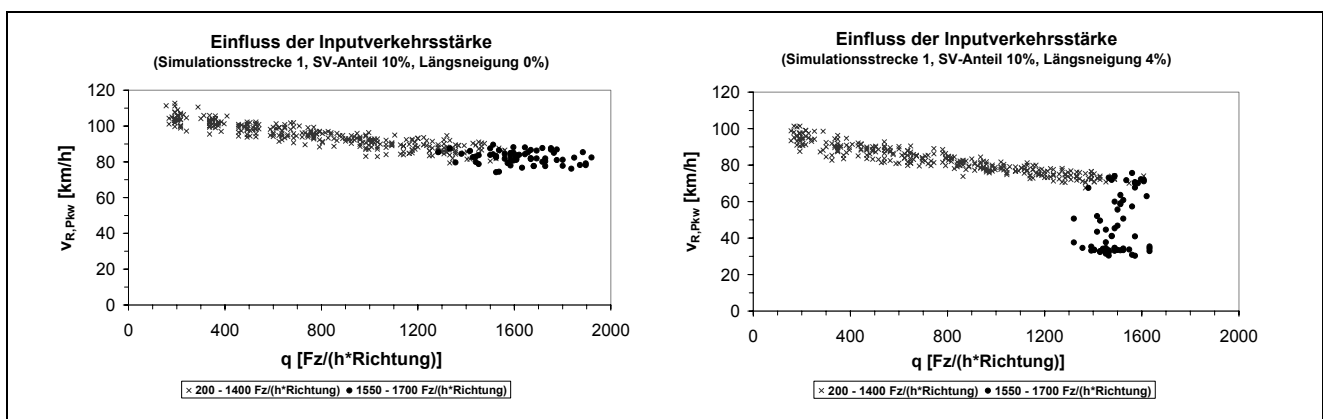 Einfluss der Inputverkehrsstärke
(Simulationsstrecke 1, SV-Anteil 10%, Längsneigung 0%)
120
100
80
60
40
20
0
v_R,Pkw [km/h]
0 400 800 1200 1600 2000
q [Fz/(h*Richtung)]
× 200 - 1400 Fz/(h*Richtung) ● 1550 - 1700 Fz/(h*Richtung)
Einfluss der Inputverkehrsstärke
(Simulationsstrecke 1, SV-Anteil 10%, Längsneigung 4%)
120
100
80
60
40
20
0
v_R,Pkw [km/h]
0 400 800 1200 1600 2000
q [Fz/(h*Richtung)]
× 200 - 1400 Fz/(h*Richtung) ● 1550 - 1700 Fz/(h*Richtung)